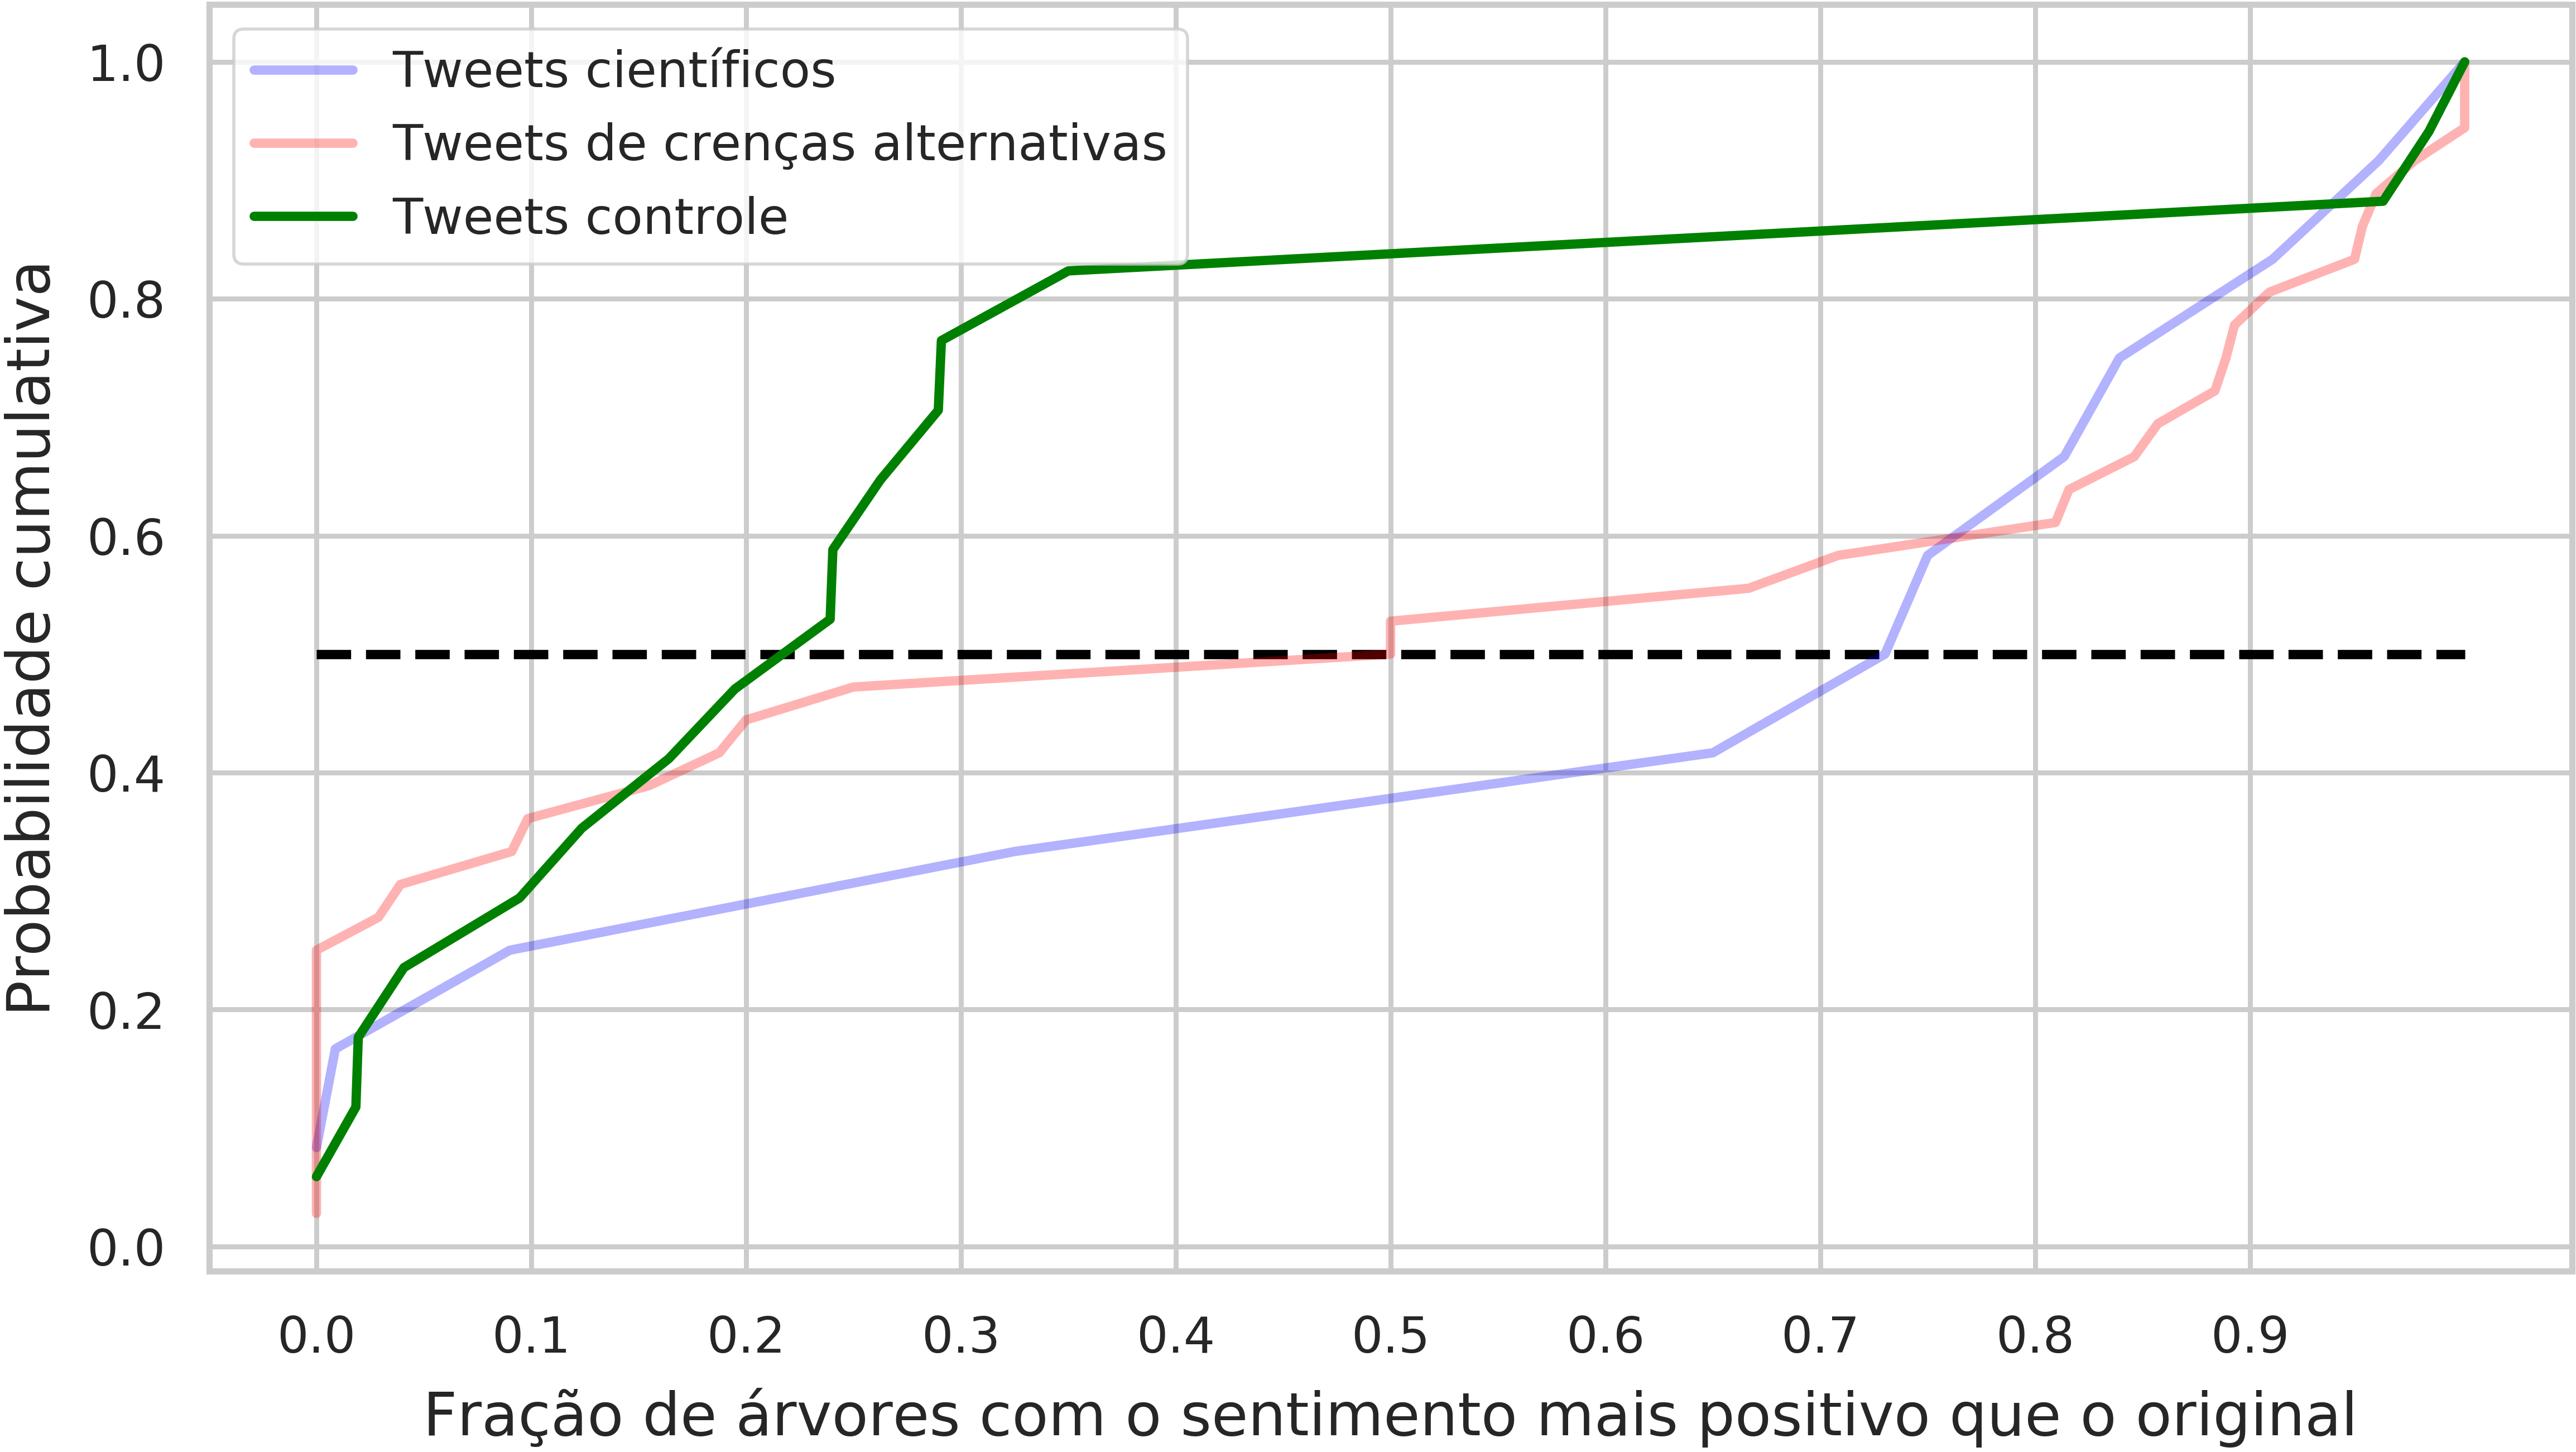 Tweets científicos
Tweets de crenças alternativas
Tweets controle
Probabilidade cumulativa
1.0
0.8
0.6
0.4
0.2
0.0
0.0 0.1 0.2 0.3 0.4 0.5 0.6 0.7 0.8 0.9
Fração de árvores com o sentimento mais positivo que o original